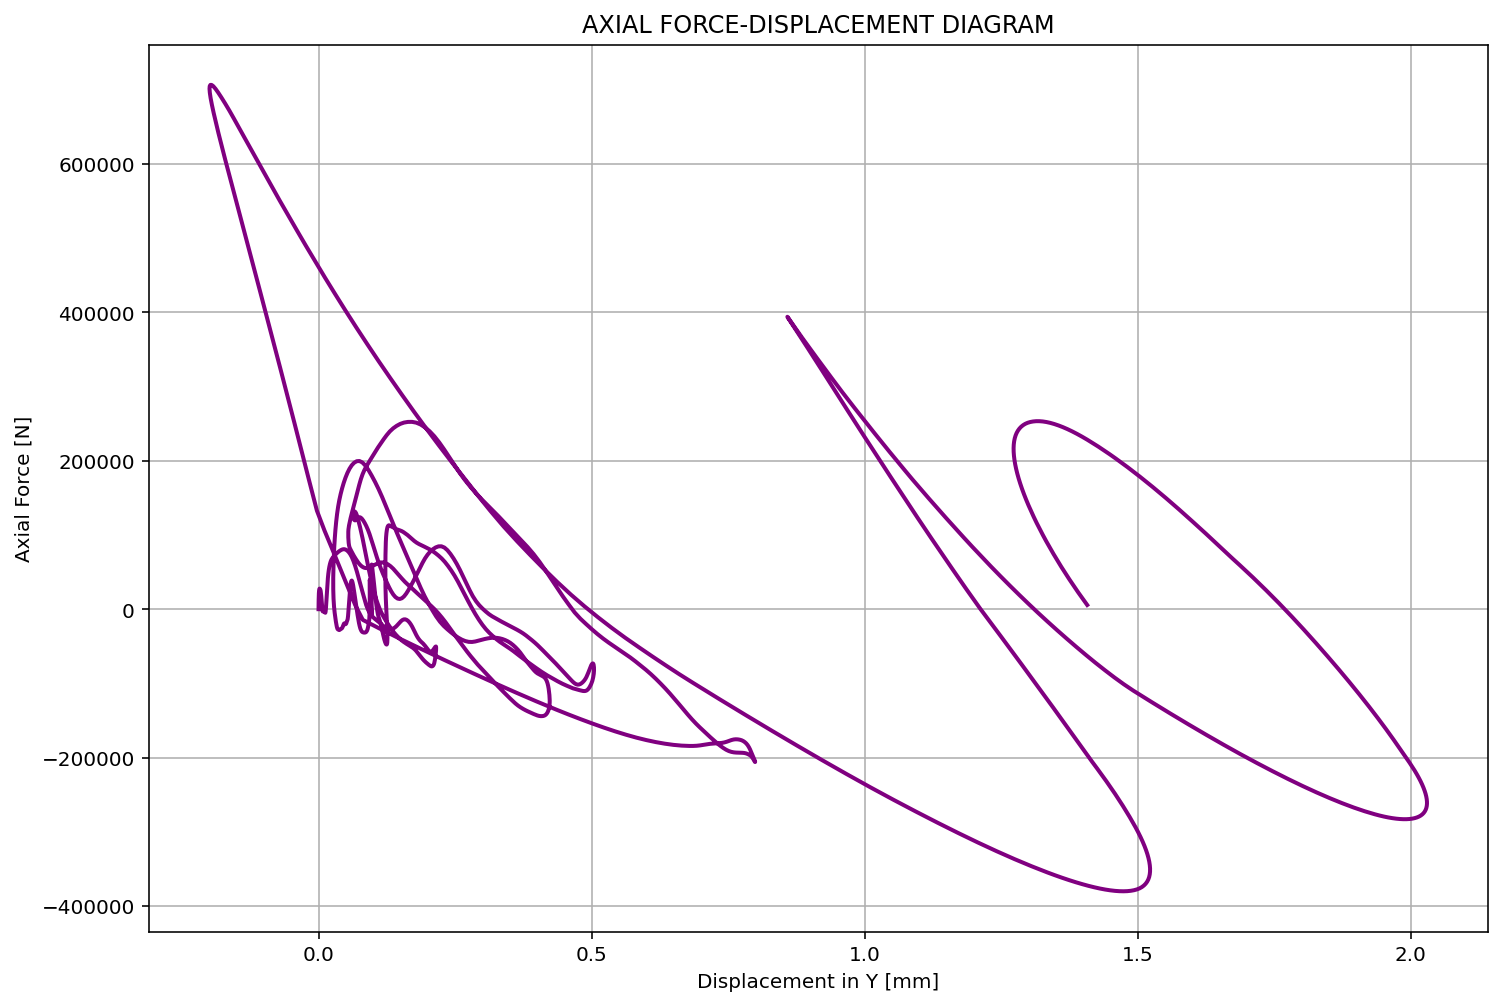 AXIAL FORCE-DISPLACEMENT DIAGRAM
Axial Force [N]
600000
400000
200000
0
−200000
−400000
0.0 0.5 1.0 1.5 2.0
Displacement in Y [mm]